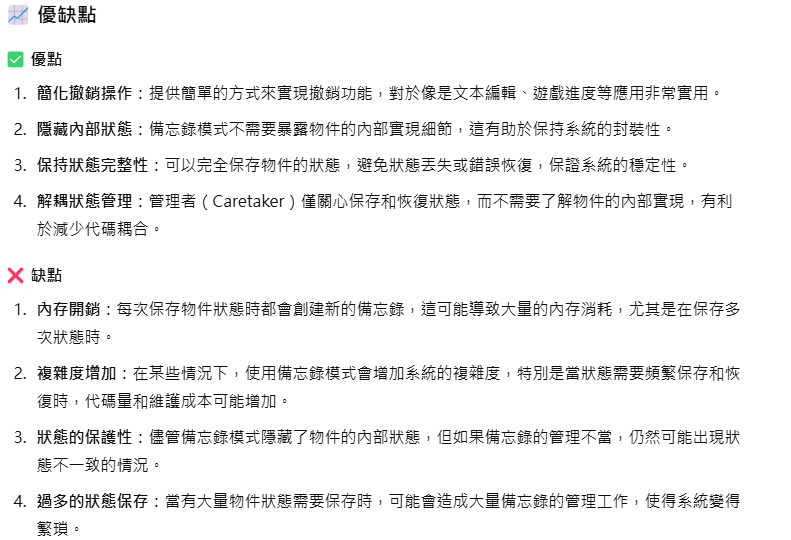 📈 優缺點
✅ 優點
1. 簡化撤銷操作：提供簡單的方式來實現撤銷功能，對於像是文本編輯、遊戲進度等應用非常實用。
2. 隱藏內部狀態：備忘錄模式不需要暴露物件的內部實現細節，這有助於保持系統的封裝性。
3. 保持狀態完整性：可以完全保存物件的狀態，避免狀態丟失或錯誤恢復，保證系統的穩定性。
4. 解耦狀態管理：管理者（Caretaker）僅關心保存和恢復狀態，而不需要了解物件的內部實現，有利
於減少代碼耦合。
❌ 缺點
1. 內存開銷：每次保存物件狀態時都會創建新的備忘錄，這可能導致大量的內存消耗，尤其是在保存多
次狀態時。
2. 複雜度增加：在某些情況下，使用備忘錄模式會增加系統的複雜度，特別是當狀態需要頻繁保存和恢
復時，代碼量和維護成本可能增加。
3. 狀態的保護性：儘管備忘錄模式隱藏了物件的內部狀態，但如果備忘錄的管理不當，仍然可能出現狀
態不一致的情況。
4. 過多的狀態保存：當有大量物件狀態需要保存時，可能會造成大量備忘錄的管理工作，使得系統變得
繁瑣。